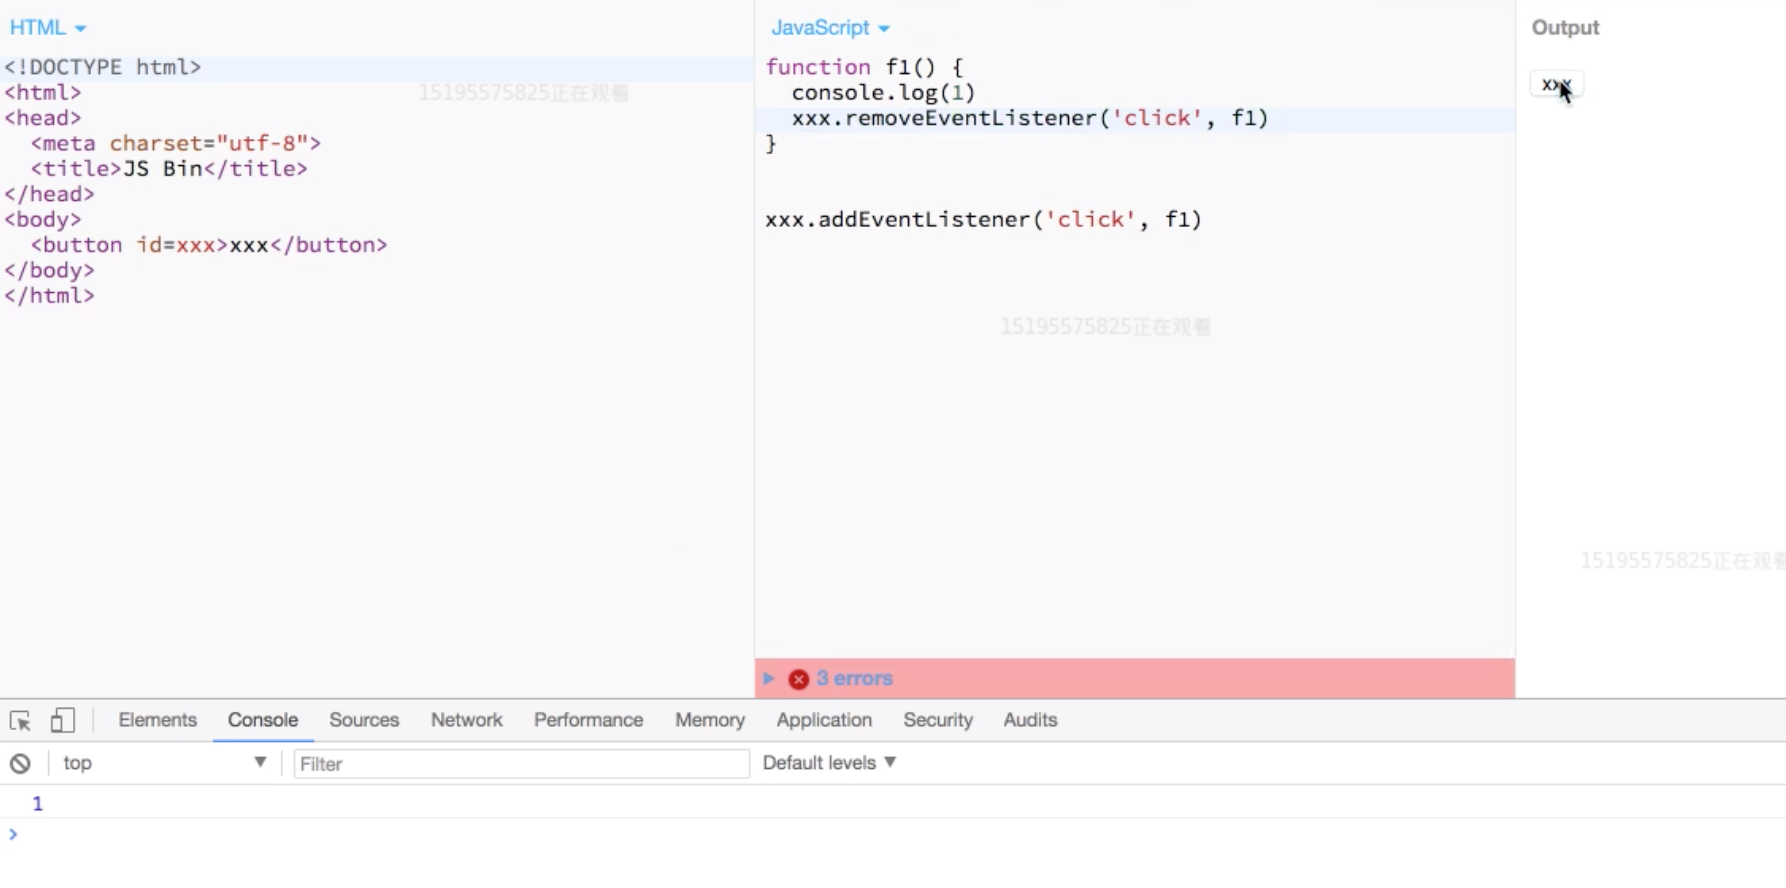 HTML
<!DOCTYPE html>
<html>
<head>
<meta charset="utf-8">
<title>JS Bin</title>
</head>
<body>
<button id=xxx>xxx</button>
</body>
</html>
15195575825正在观看
JavaScript
function f1() {
console.log(1)
xxx.removeEventListener('click', f1)
}
xxx.addEventListener('click', f1)
15195575825正在观看
3 errors
Output
xxx
15195575825正在观看
Elements Console Sources Network Performance Memory Application Security Audits
top Filter Default levels
1